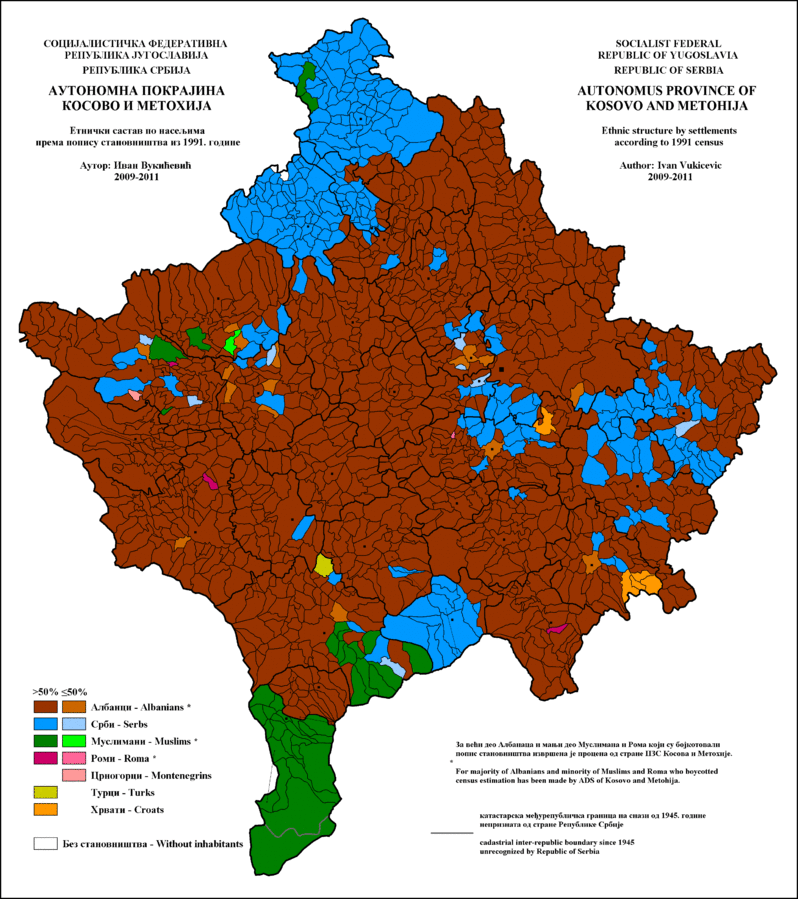 СОЦИЈАЛИСТИЧКА ФЕДЕРАТИВНА
РЕПУБЛИКА ЈУГОСЛАВИЈА
РЕПУБЛИКА СРБИЈА
АУТОНОМНА ПОКРАЈИНА
КОСОВО И МЕТОХИЈА
Етнички састав по насељима
према попису становништва из 1991. године
Аутор: Иван Вукићевић
2009-2011
SOCIALIST FEDERAL
REPUBLIC OF YUGOSLAVIA
REPUBLIC OF SERBIA
AUTONOMUS PROVINCE OF
KOSOVO AND METOHIJA
Ethnic structure by settlements
according to 1991 census
Author: Ivan Vukicevic
2009-2011
>50% ≤50%
Албанци - Albanians *
Срби - Serbs
Муслимани - Muslims *
Роми - Roma *
Црногорци - Montenegrins
Турци - Turks
Хрвати - Croats
Без становништва - Without inhabitants
За већи део Албанаца и мањи део Муслимана и Рома који су бојкотовали
попис становништва извршена је процена од стране ПЗС Косова и Метохије.
*
For majority of Albanians and minority of Muslims and Roma who boycotted
census estimation has been made by ADS of Kosovo and Metohija.
катастарска међурепубличка граница на снази од 1945. године
непризната од стране Републике Србије
cadastrial inter-republic boundary since 1945
unrecognized by Republic of Serbia